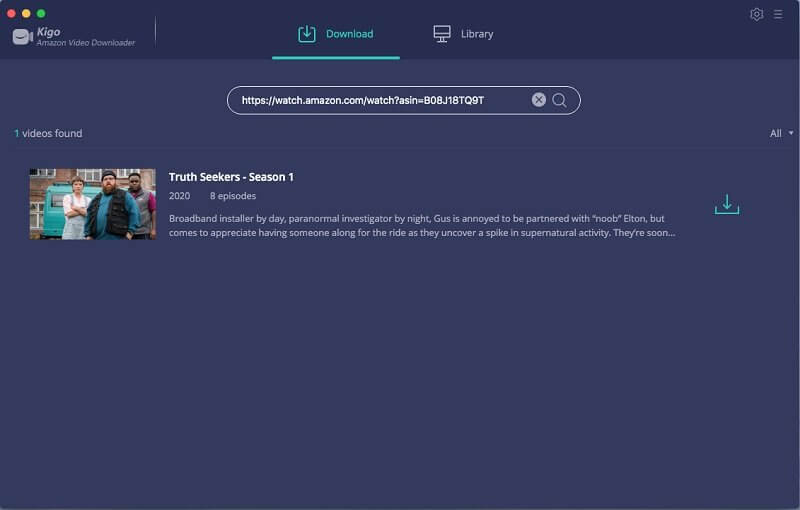 Kigo
Amazon Video Downloader
Download
Library
https://watch.amazon.com/watch?asin=B08J18TQ9T
1 videos found
All
Truth Seekers - Season 1
2020 8 episodes
Broadband installer by day, paranormal investigator by night, Gus is annoyed to be partnered with “noob” Elton, but
comes to appreciate having someone along for the ride as they uncover a spike in supernatural activity. They’re soon...